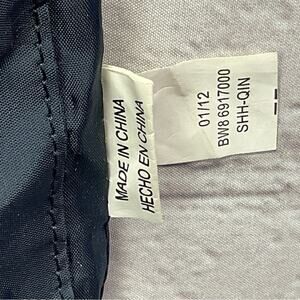 MADE IN CHINA
HECHO EN CHINA
01/12
BW8 6917000
SHH-QIN